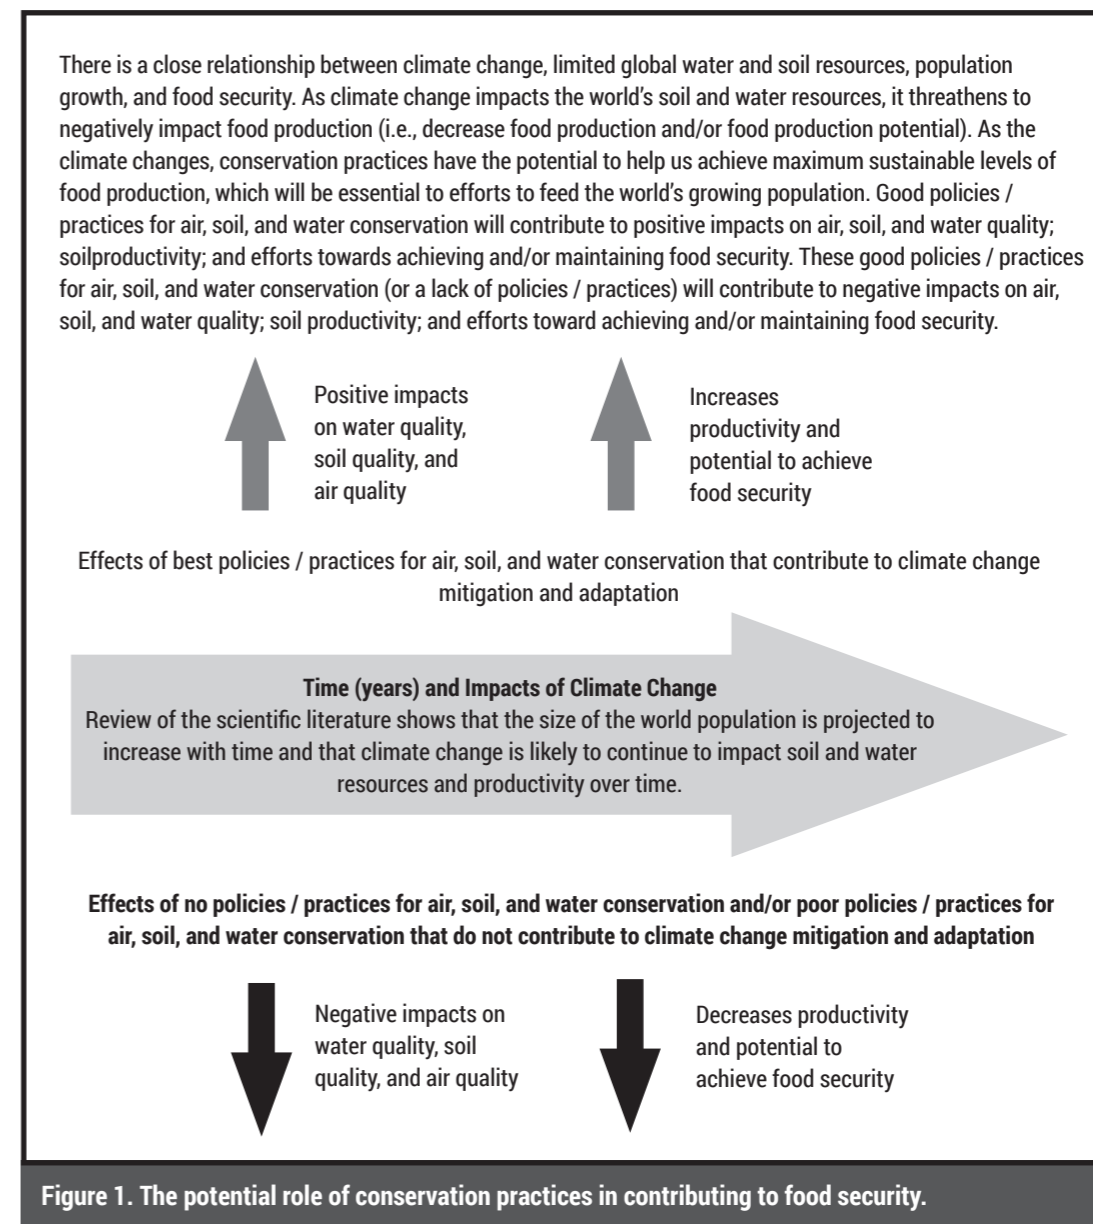 There is a close relationship between climate change, limited global water and soil resources, population
growth, and food security. As climate change impacts the world's soil and water resources, it threathens to
negatively impact food production (i.e., decrease food production and/or food production potential). As the
climate changes, conservation practices have the potential to help us achieve maximum sustainable levels of
food production, which will be essential to efforts to feed the world's growing population. Good policies /
practices for air, soil, and water conservation will contribute to positive impacts on air, soil, and water quality;
soilproductivity; and efforts towards achieving and/or maintaining food security. These good policies / practices
for air, soil, and water conservation (or a lack of policies / practices) will contribute to negative impacts on air,
soil, and water quality; soil productivity; and efforts toward achieving and/or maintaining food security.
Positive impacts
on water quality,
soil quality, and
air quality
Increases
productivity and
potential to achieve
food security
Effects of best policies / practices for air, soil, and water conservation that contribute to climate change
mitigation and adaptation
Time (years) and Impacts of Climate Change
Review of the scientific literature shows that the size of the world population is projected to
increase with time and that climate change is likely to continue to impact soil and water
resources and productivity over time.
Effects of no policies / practices for air, soil, and water conservation and/or poor policies / practices for
air, soil, and water conservation that do not contribute to climate change mitigation and adaptation
Negative impacts on
water quality, soil
quality, and air quality
Decreases productivity
and potential to
achieve food security
Figure 1. The potential role of conservation practices in contributing to food security.